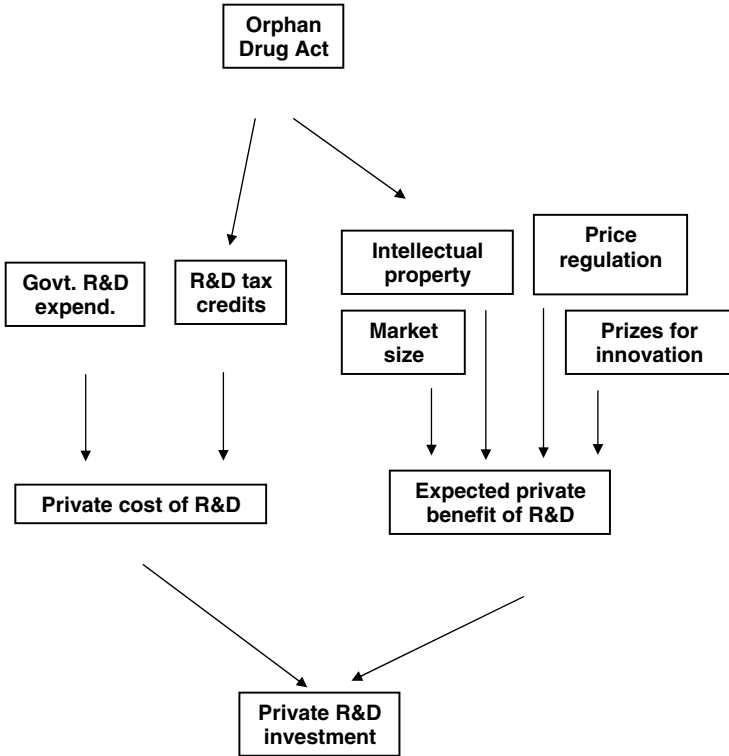 Orphan
Drug Act
Govt. R&D
expend.
R&D tax
credits
Intellectual
property
Price
regulation
Market
size
Prizes for
innovation
Private cost of R&D
Expected private
benefit of R&D
Private R&D
investment